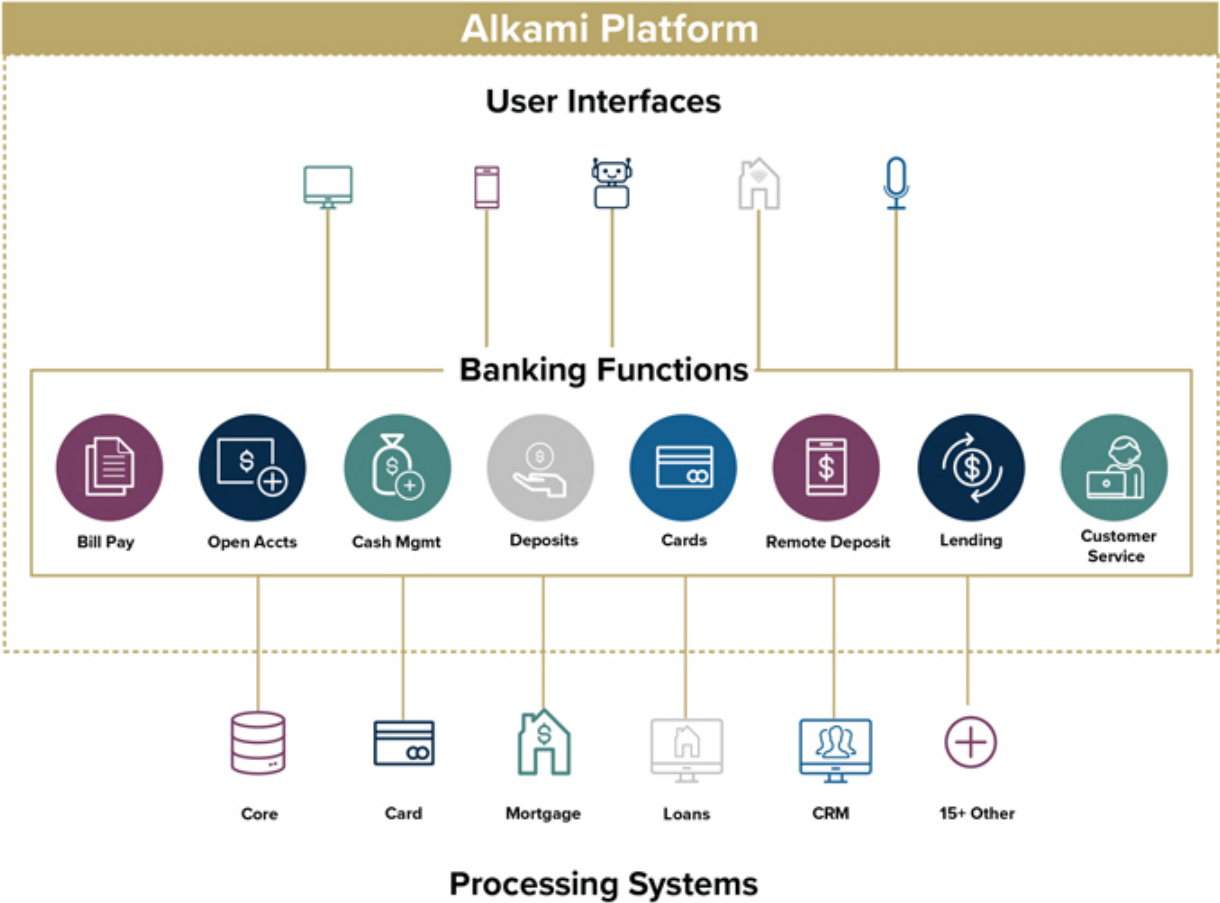 Alkami Platform
User Interfaces
Banking Functions
Bill Pay
Open Accts
Cash Mgmt
Deposits
Cards
Remote Deposit
Lending
Customer
Service
Core
Card
Mortgage
Loans
CRM
15+ Other
Processing Systems